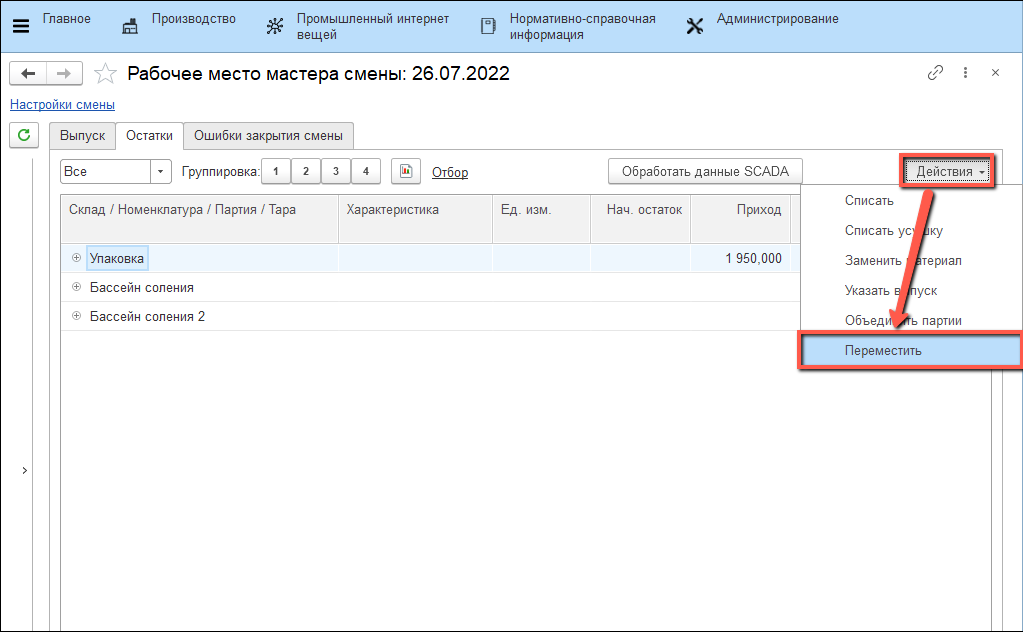 Главное
Производство
Промышленный интернет
вещей
Нормативно-справочная
информация
Администрирование
Рабочее место мастера смены: 26.07.2022
Настройки смены
Выпуск
Остатки
Ошибки закрытия смены
Все
Группировка:
1
2
3
4
Отбор
Обработать данные SCADA
Действия
Склад / Номенклатура / Партия / Тара
Характеристика
Ед. изм.
Нач. остаток
Приход
Упаковка
1 950,000
Бассейн соления
Бассейн соления 2
Списать
Списать усушку
Заменить материал
Указать выпуск
Объединить партии
Переместить